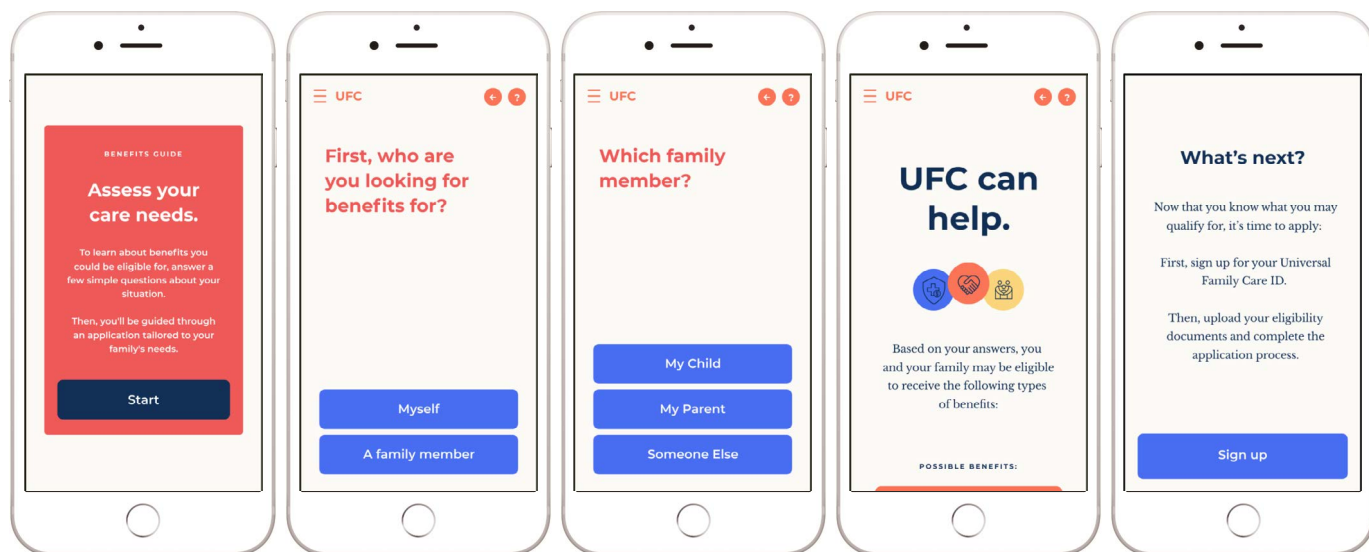 BENEFITS GUIDE
Assess your
care needs.
To learn about benefits you
could be eligible for, answer a
few simple questions about your
situation.
Then, you'll be guided through
an application tailored to your
family's needs.
Start
UFC
?
First, who are
you looking for
benefits for?
Myself
A family member
UFC
?
Which family
member?
My Child
My Parent
Someone Else
UFC
?
UFC can
help.
Based on your answers, you
and your family may be eligible
to receive the following types
of benefits:
POSSIBLE BENEFITS:
What’s next?
Now that you know what you may
qualify for, it’s time to apply:
First, sign up for your Universal
Family Care ID.
Then, upload your eligibility
documents and complete the
application process.
Sign up